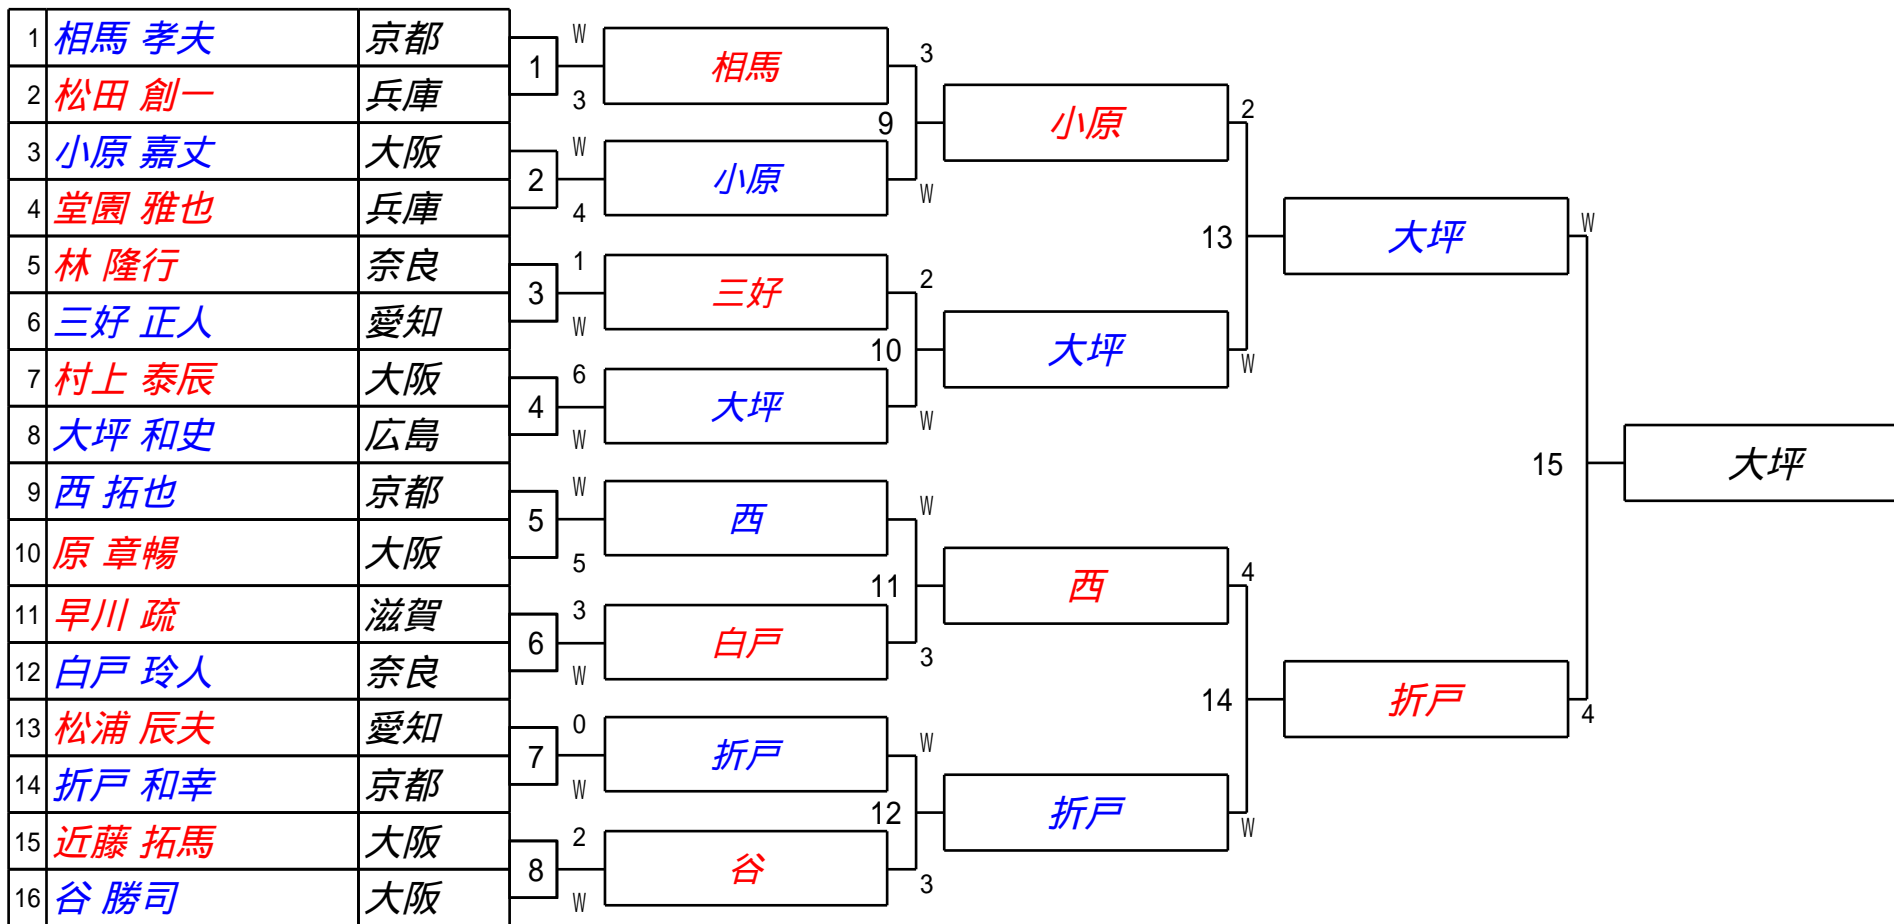 1 相馬 孝夫 京都
2 松田 創一 兵庫
3 小原 嘉丈 大阪
4 堂園 雅也 兵庫
5 林 隆行 奈良
6 三好 正人 愛知
7 村上 泰辰 大阪
8 大坪 和史 広島
9 西 拓也 京都
10 原 章暢 大阪
11 早川 疏 滋賀
12 白戸 玲人 奈良
13 松浦 辰夫 愛知
14 折戸 和幸 京都
15 近藤 拓馬 大阪
16 谷 勝司 大阪
1 W 3
2 W 4
3 1 W
4 6 W
5 W 5
6 3 W
7 0 W
8 2 W
相馬 3
9
小原 W
三好 2
10
大坪 W
西 W
11
白戸 3
折戸 W
12
谷 3
小原 2
13
大坪 W
西 4
14
折戸 W
大坪 W
15
折戸 4
大坪